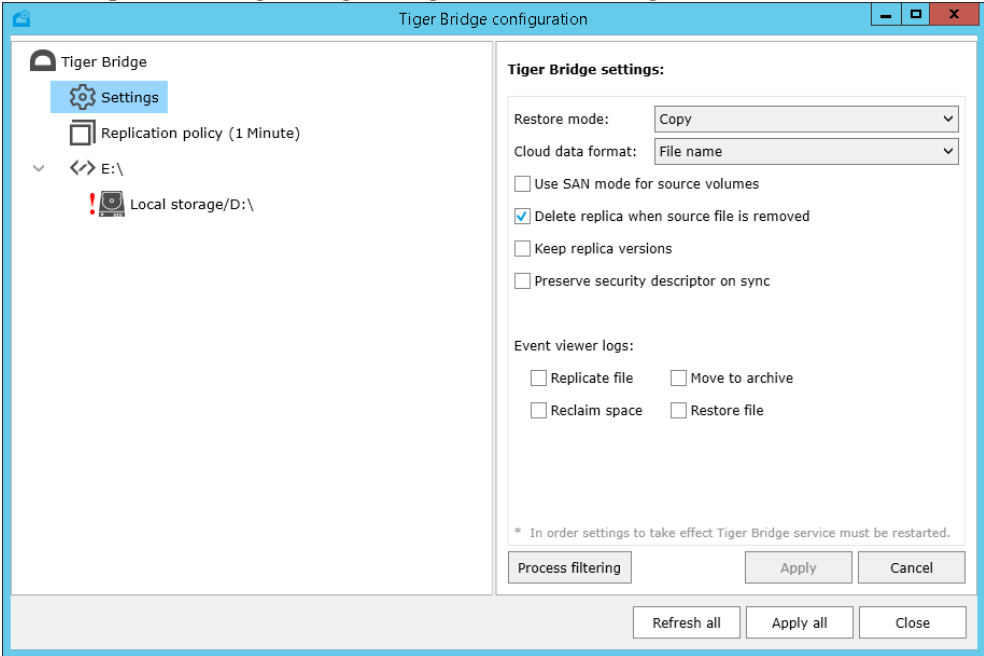 Tiger Bridge configuration
Tiger Bridge
Settings
Replication policy (1 Minute)
E:\
Local storage/D:\
Tiger Bridge settings:
Restore mode: Copy
Cloud data format: File name
Use SAN mode for source volumes
Delete replica when source file is removed
Keep replica versions
Preserve security descriptor on sync
Event viewer logs:
Replicate file Move to archive
Reclaim space Restore file
* In order settings to take effect Tiger Bridge service must be restarted.
Process filtering Apply Cancel
Refresh all Apply all Close